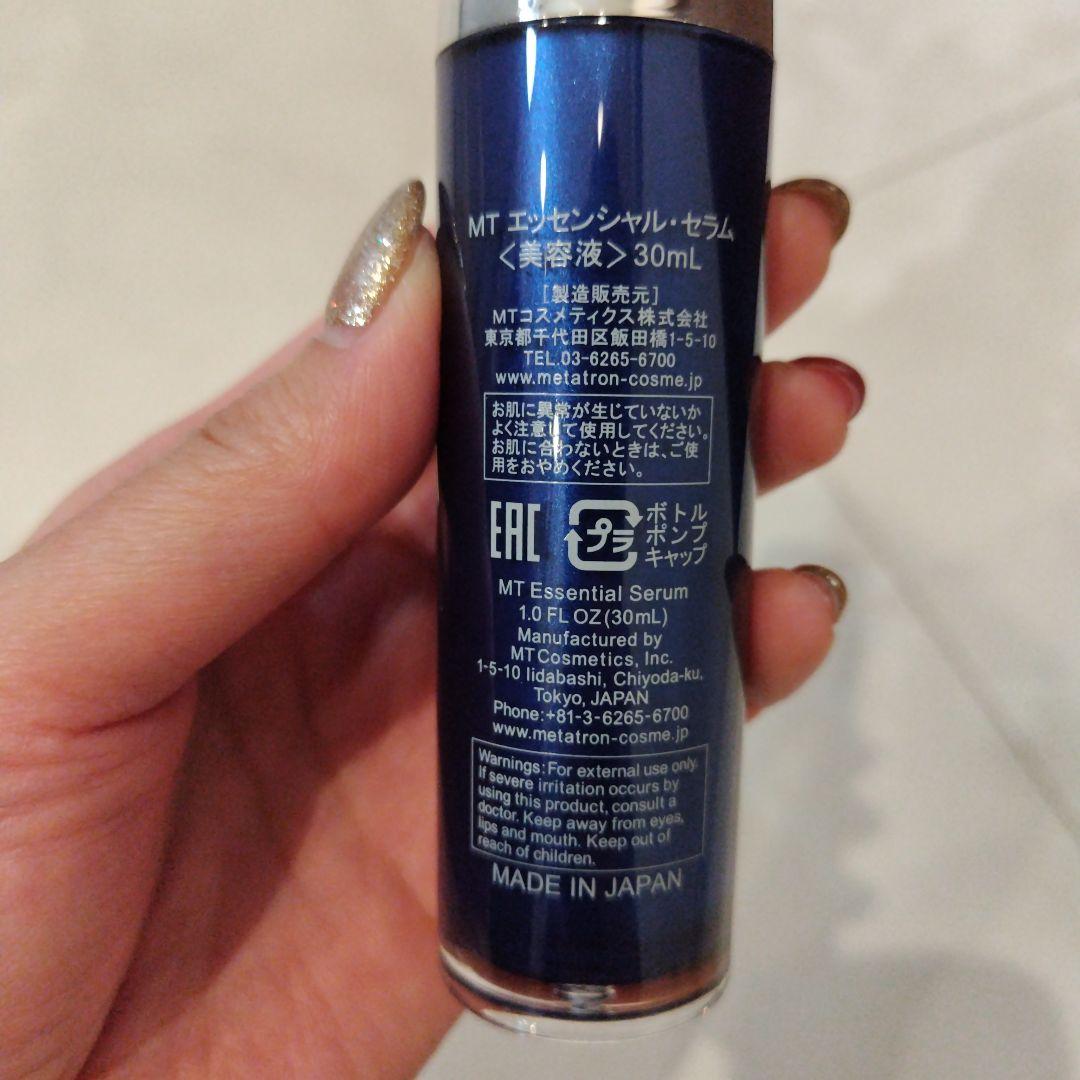 MT エッセンシャル・セラム
＜美容液＞30mL
[製造販売元]
MTコスメティクス株式会社
東京都千代田区飯田橋1-5-10
TEL.03-6265-6700
www.metatron-cosme.jp
お肌に異常が生じていないか
よく注意して使用してください。
お肌に合わないときは、ご使
用をおやめください。
EAC
プラ
ボトル
ポンプ
キャップ
MT Essential Serum
1.0 FL OZ(30mL)
Manufactured by
MT Cosmetics, Inc.
1-5-10 Iidabashi, Chiyoda-ku,
Tokyo, JAPAN
Phone:+81-3-6265-6700
www.metatron-cosme.jp
Warnings: For external use only.
If severe irritation occurs by
using this product, consult a
doctor. Keep away from eyes,
lips and mouth. Keep out of
reach of children.
MADE IN JAPAN